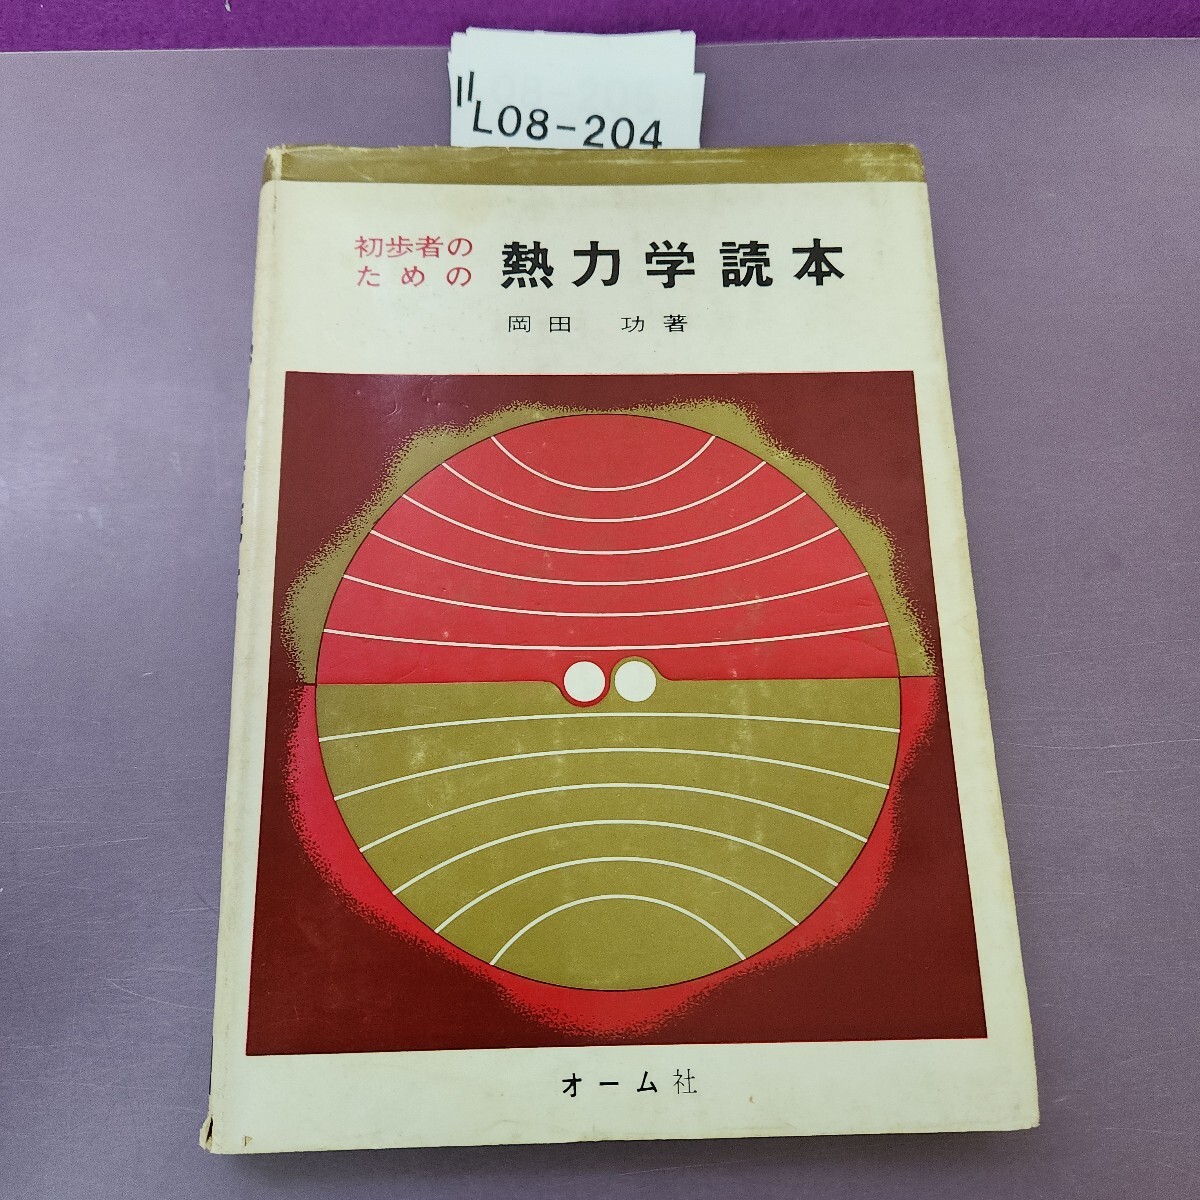 L08-204
初歩者の
ための
熱力学読本
岡田 功著
オーム社